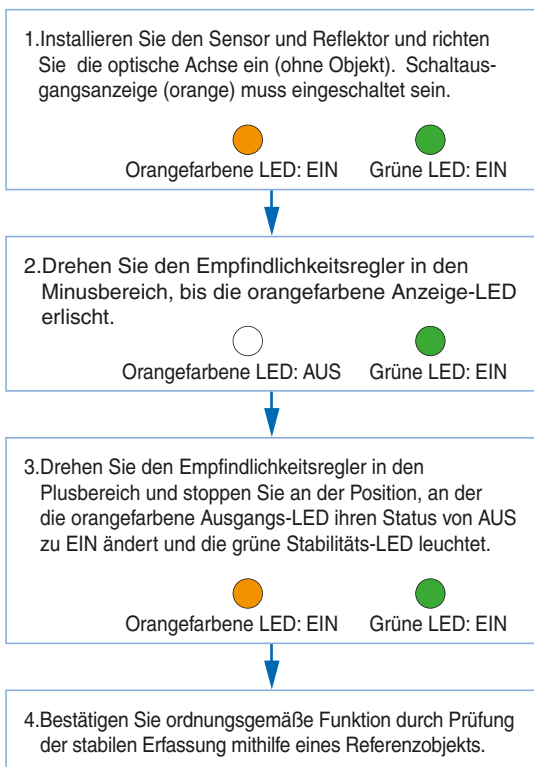 1.Installieren Sie den Sensor und Reflektor und richten
Sie die optische Achse ein (ohne Objekt). Schaltaus-
gangsanzeige (orange) muss eingeschaltet sein.
Orangefarbene LED: EIN Grüne LED: EIN
2.Drehen Sie den Empfindlichkeitsregler in den
Minusbereich, bis die orangefarbene Anzeige-LED
erlischt.
Orangefarbene LED: AUS Grüne LED: EIN
3.Drehen Sie den Empfindlichkeitsregler in den
Plusbereich und stoppen Sie an der Position, an der
die orangefarbene Ausgangs-LED ihren Status von AUS
zu EIN ändert und die grüne Stabilitäts-LED leuchtet.
Orangefarbene LED: EIN Grüne LED: EIN
4.Bestätigen Sie ordnungsgemäße Funktion durch Prüfung
der stabilen Erfassung mithilfe eines Referenzobjekts.